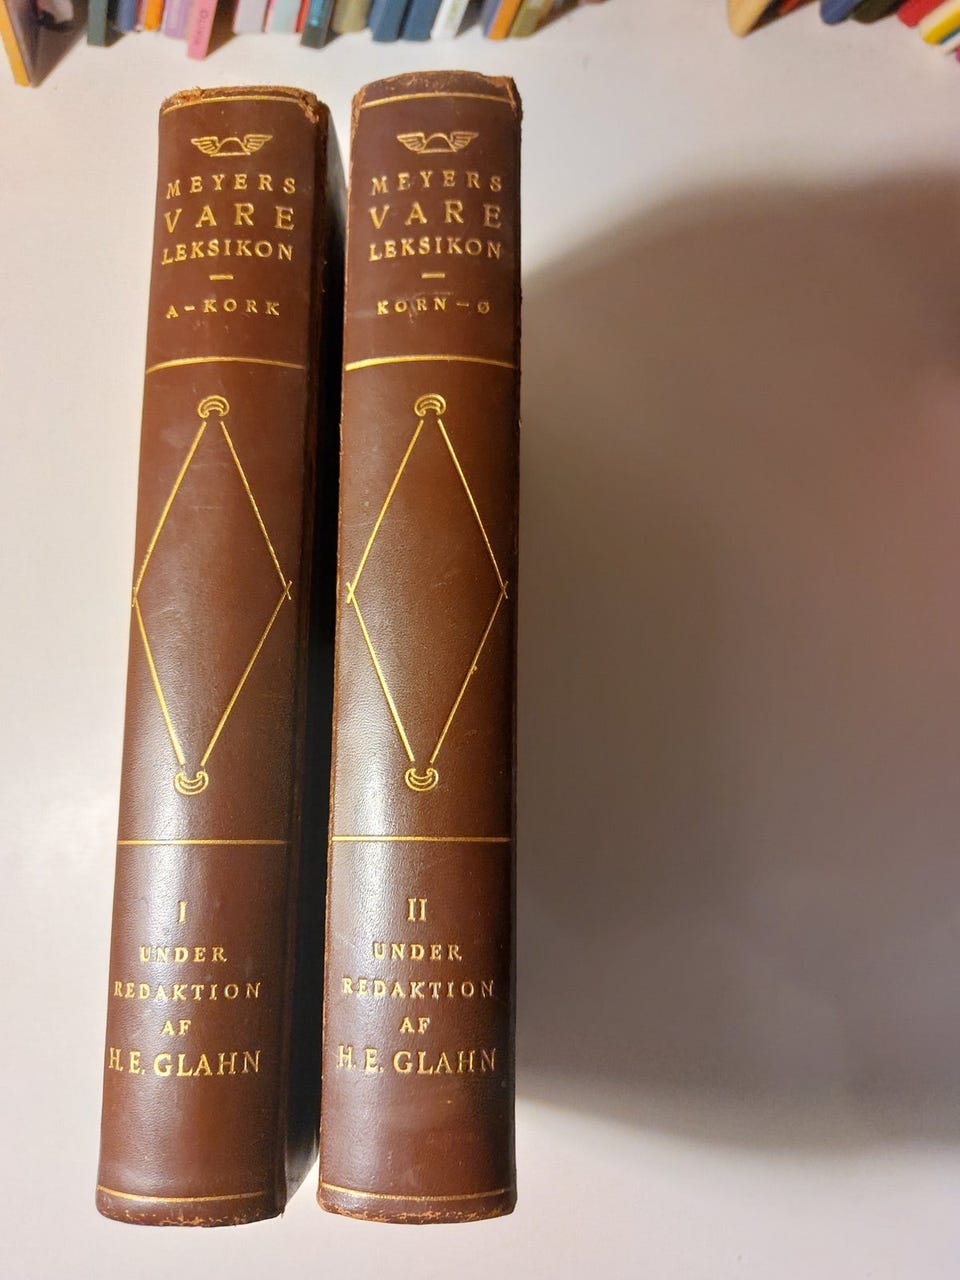 MEYERS
VARE
LEKSIKON
A-KORK
I
UNDER
REDAKTION
AF
H. E. GLAHN
MEYERS
VARE
LEKSIKON
KORN-Ø
II
UNDER
REDAKTION
AF
H. E. GLAHN